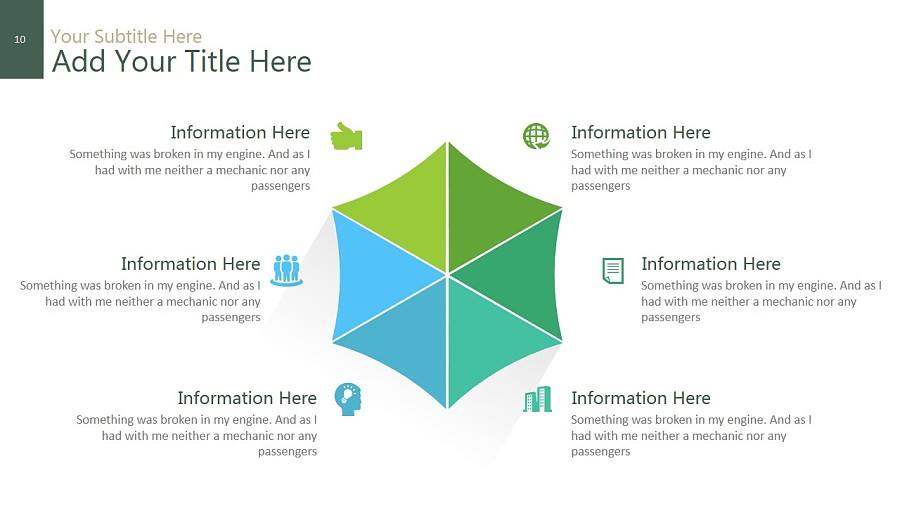 10
Your Subtitle Here
Add Your Title Here
Information Here
Something was broken in my engine. And as I
had with me neither a mechanic nor any
passengers
Information Here
Something was broken in my engine. And as I
had with me neither a mechanic nor any
passengers
Information Here
Something was broken in my engine. And as I
had with me neither a mechanic nor any
passengers
Information Here
Something was broken in my engine. And as I
had with me neither a mechanic nor any
passengers
Information Here
Something was broken in my engine. And as I
had with me neither a mechanic nor any
passengers
Information Here
Something was broken in my engine. And as I
had with me neither a mechanic nor any
passengers